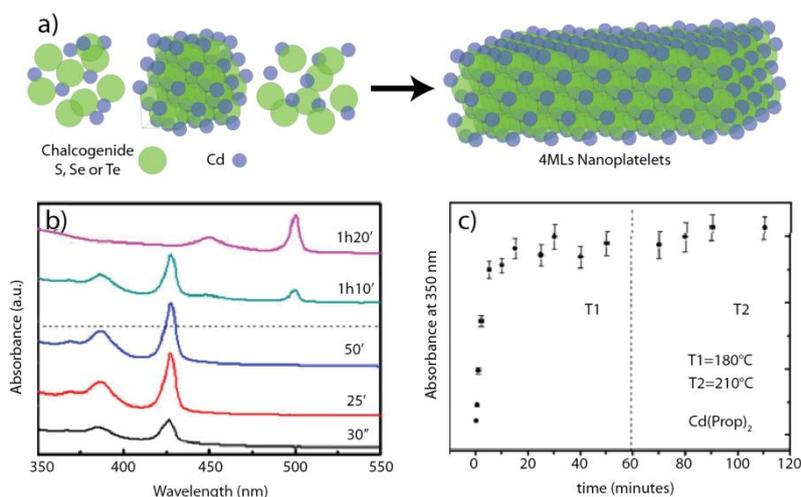 a)
Chalcogenide
S, Se or Te
Cd
4MLs Nanoplatelets
b)
1h20′
1h10′
50′
25′
30″
Absorbance (a.u.)
350 400 450 500 550
Wavelength (nm)
c)
Absorbance at 350 nm
T1
T2
T1=180°C
T2=210°C
Cd(Prop)₂
0 20 40 60 80 100 120
time (minutes)